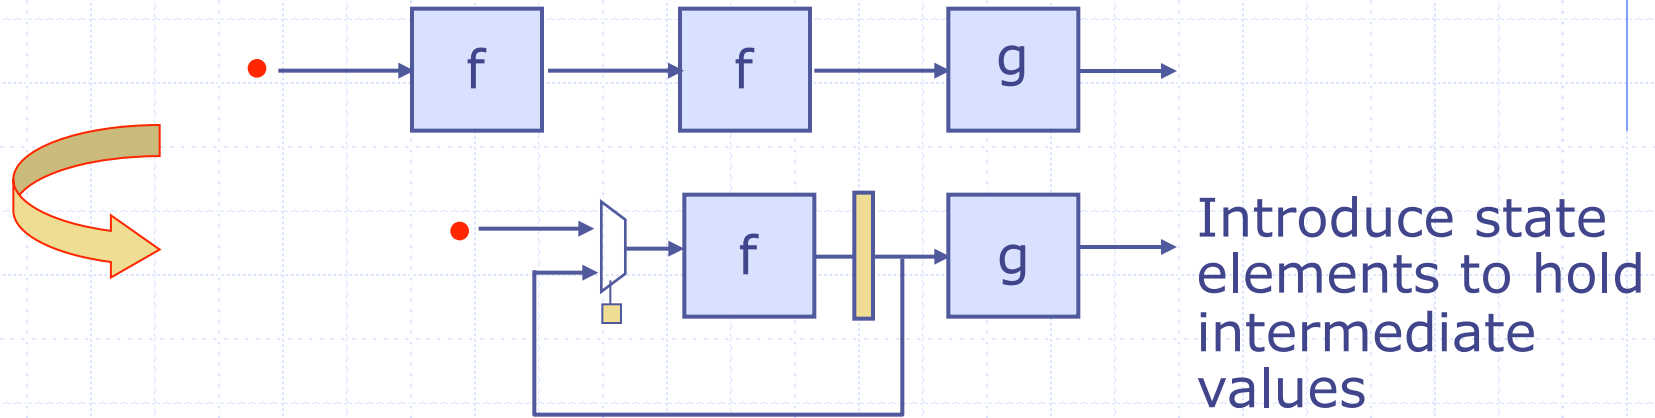 f f g
f g
Introduce state
elements to hold
intermediate
values